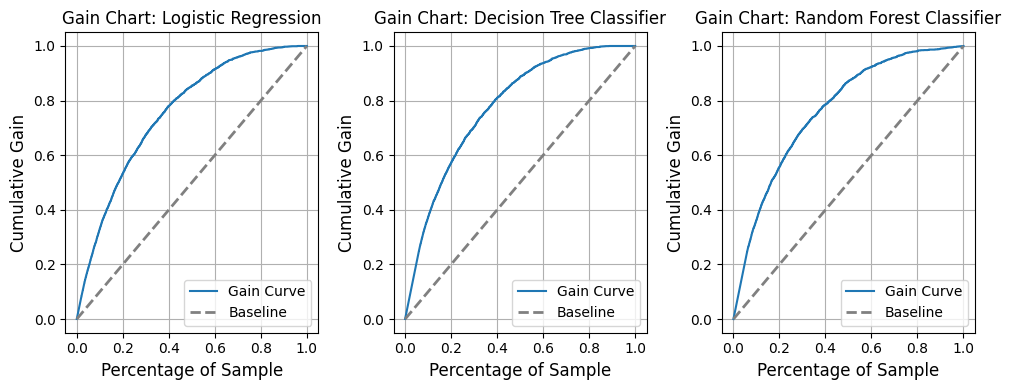 Gain Chart: Logistic Regression
1.0
0.8
0.6
0.4
0.2
0.0
Cumulative Gain
0.0 0.2 0.4 0.6 0.8 1.0
Percentage of Sample
Gain Curve
Baseline
Gain Chart: Decision Tree Classifier
1.0
0.8
0.6
0.4
0.2
0.0
Cumulative Gain
0.0 0.2 0.4 0.6 0.8 1.0
Percentage of Sample
Gain Curve
Baseline
Gain Chart: Random Forest Classifier
1.0
0.8
0.6
0.4
0.2
0.0
Cumulative Gain
0.0 0.2 0.4 0.6 0.8 1.0
Percentage of Sample
Gain Curve
Baseline